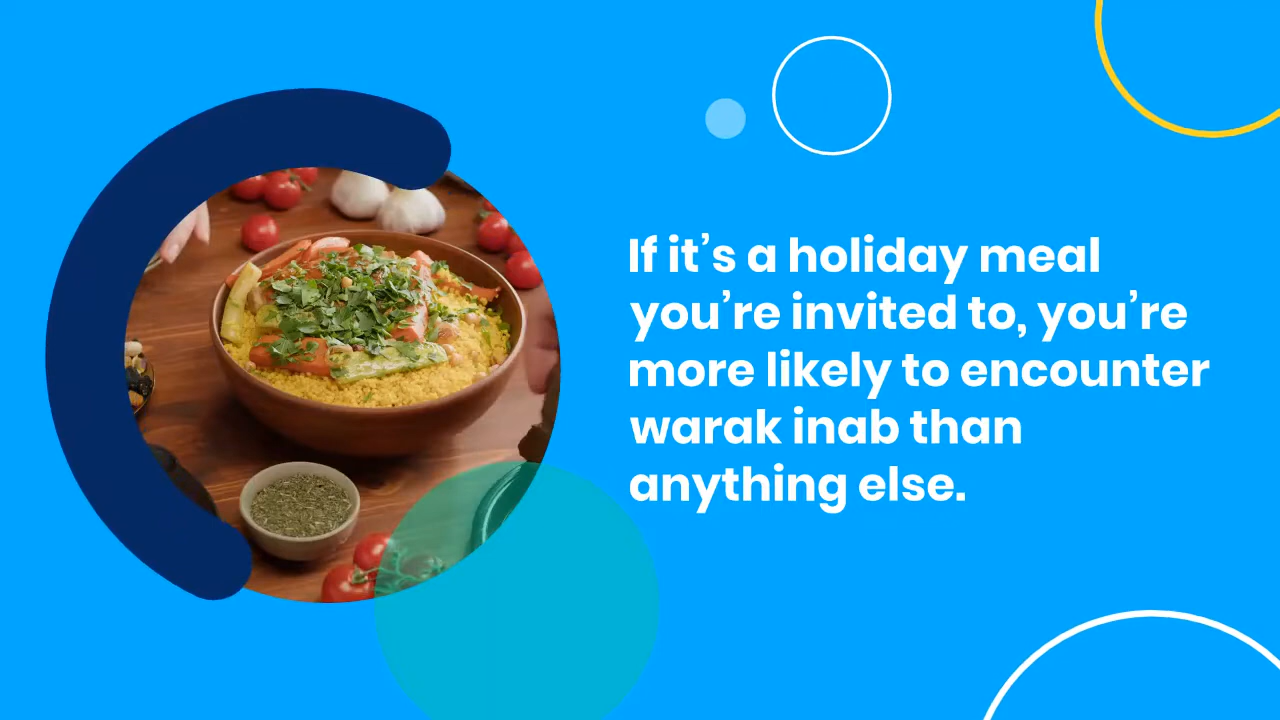 If it’s a holiday meal
you’re invited to, you’re
more likely to encounter
warak inab than
anything else.